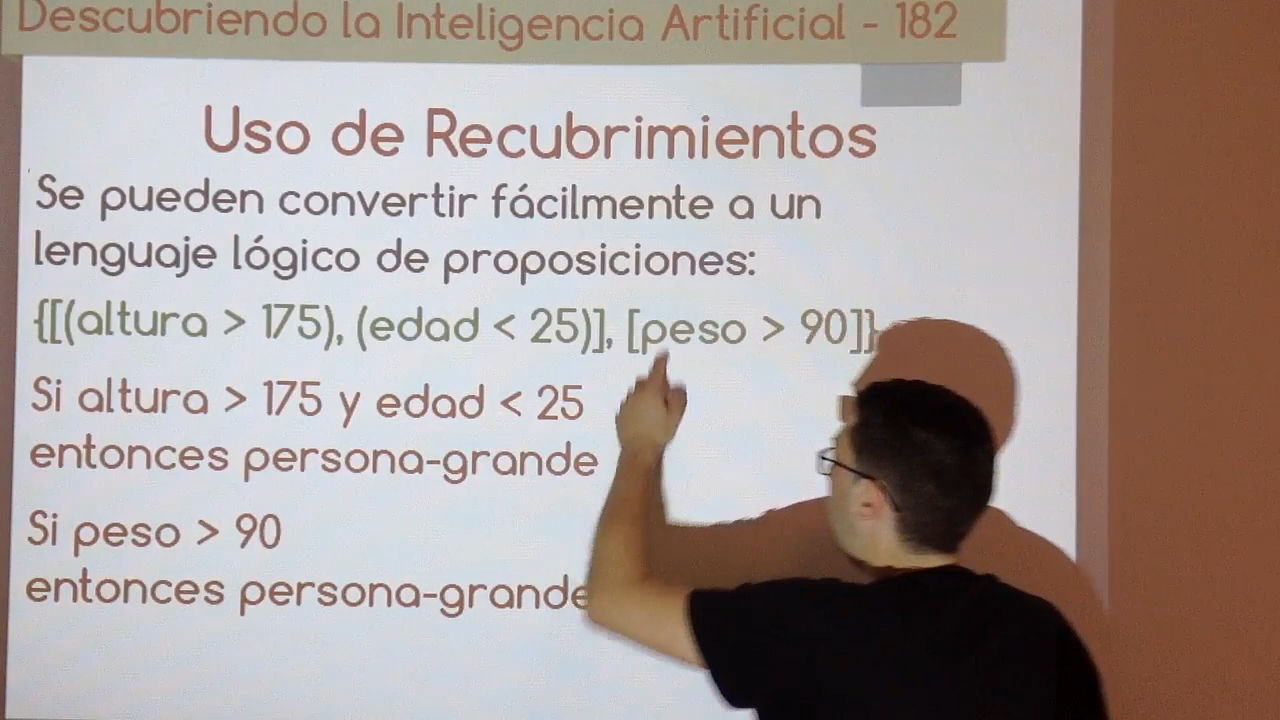 Descubriendo la Inteligencia Artificial - 182
Uso de Recubrimientos
Se pueden convertir fácilmente a un
lenguaje lógico de proposiciones:
{[(altura > 175), (edad < 25)], [peso > 90]}
Si altura > 175 y edad < 25
entonces persona-grande
Si peso > 90
entonces persona-grande